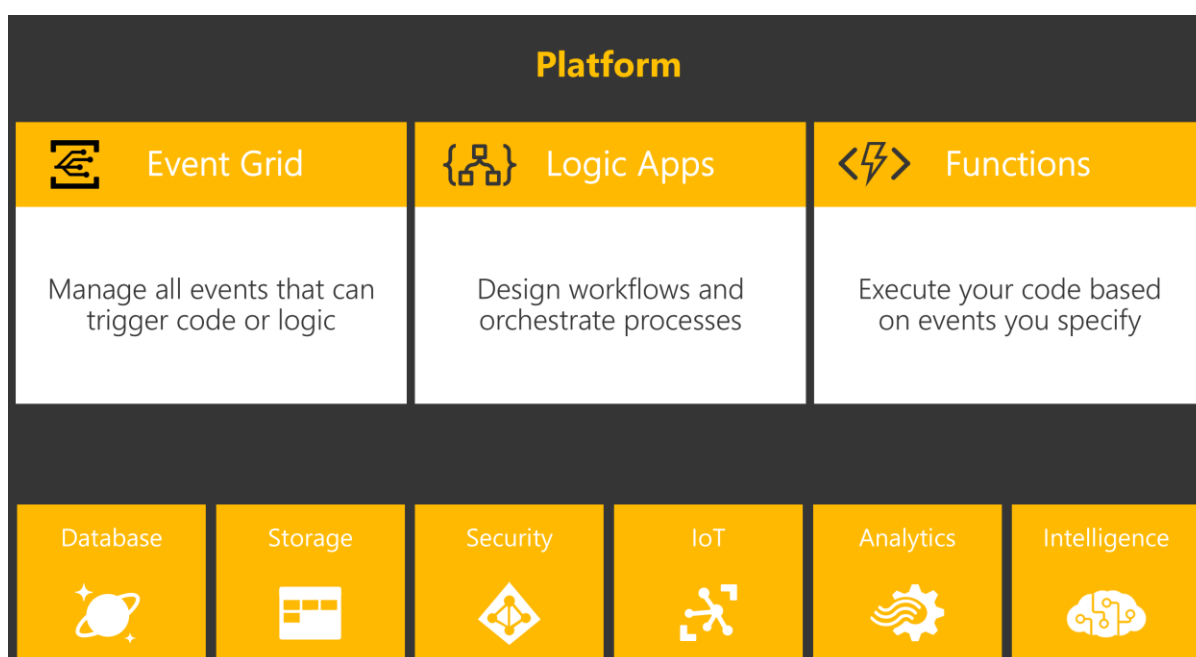 Platform
Event Grid
Logic Apps
Functions
Manage all events that can
trigger code or logic
Design workflows and
orchestrate processes
Execute your code based
on events you specify
Database
Storage
Security
IoT
Analytics
Intelligence